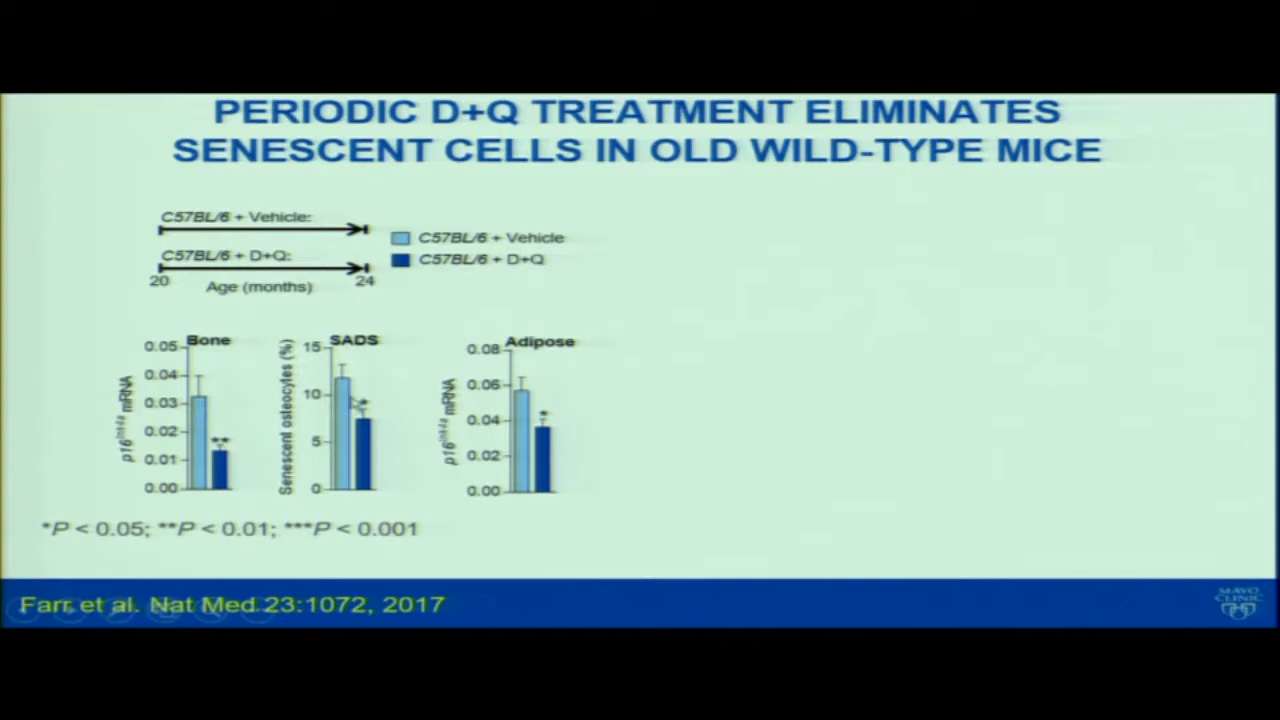 PERIODIC D+Q TREATMENT ELIMINATES
SENESCENT CELLS IN OLD WILD-TYPE MICE
C57BL/6 + Vehicle:
C57BL/6 + D+Q:
20 24
Age (months)
C57BL/6 + Vehicle
C57BL/6 + D+Q
Bone
p16Ink4a mRNA
0.05
0.04
0.03
0.02
0.01
0.00
**
SADS
Senescent osteocytes (%)
15
10
5
0
*
Adipose
p16Ink4a mRNA
0.08
0.06
0.04
0.02
0.00
*
*P < 0.05; **P < 0.01; ***P < 0.001
Farr et al. Nat Med 23:1072, 2017
MAYO
CLINIC